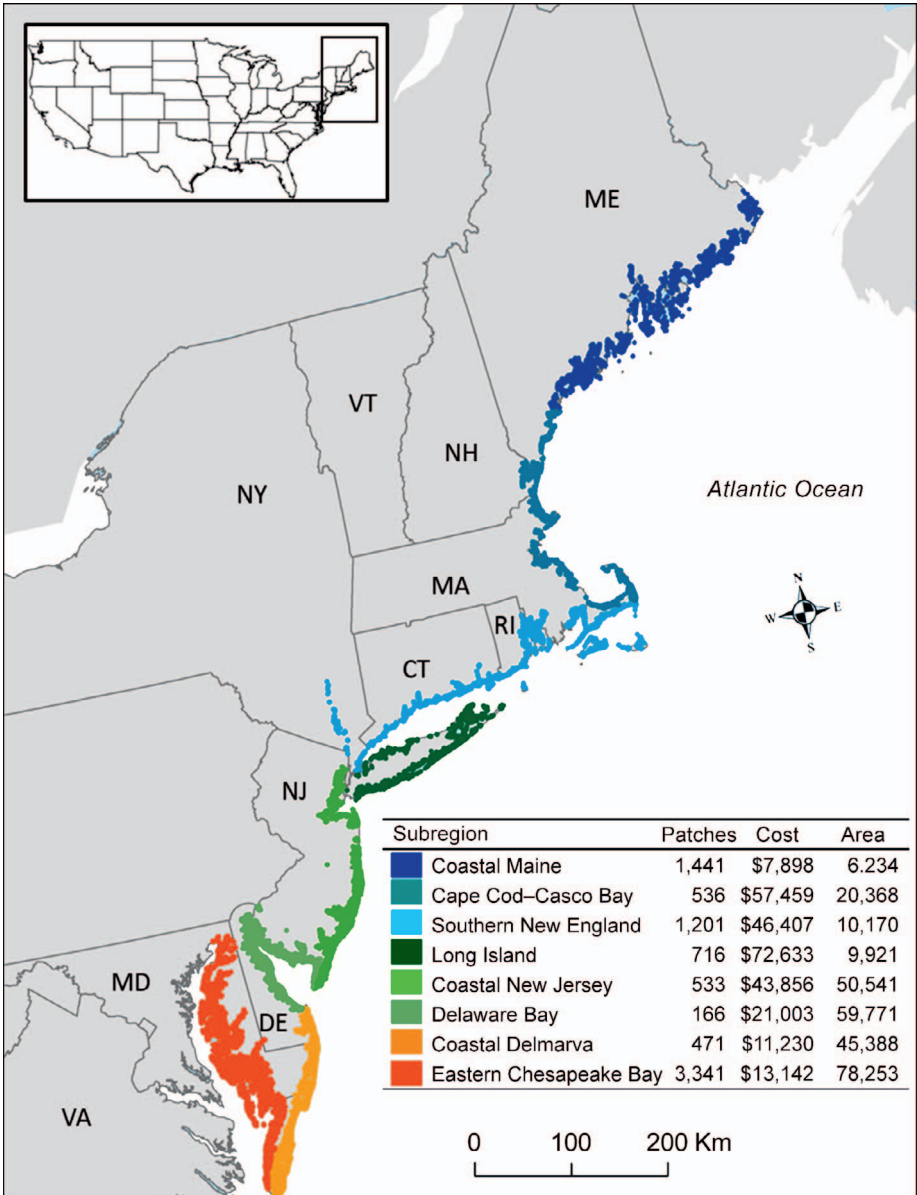 ME
VT
NH
NY
Atlantic Ocean
MA
N
W E
S
RI
CT
NJ
Subregion Patches Cost Area
Coastal Maine 1,441 $7,898 6.234
Cape Cod–Casco Bay 536 $57,459 20,368
Southern New England 1,201 $46,407 10,170
Long Island 716 $72,633 9,921
Coastal New Jersey 533 $43,856 50,541
Delaware Bay 166 $21,003 59,771
Coastal Delmarva 471 $11,230 45,388
Eastern Chesapeake Bay 3,341 $13,142 78,253
MD
DE
VA
0 100 200 Km